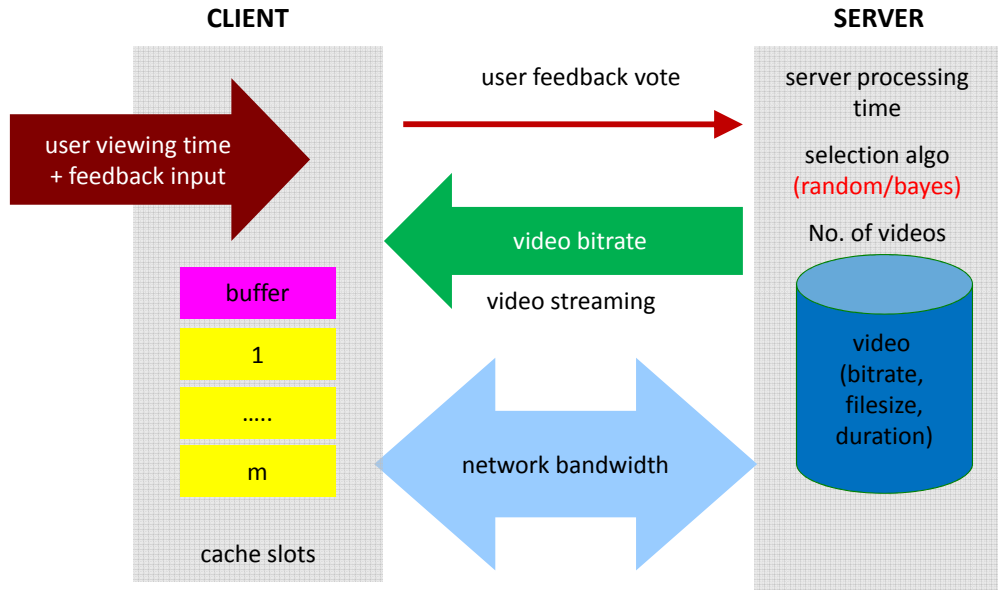 CLIENT
SERVER
user viewing time
+ feedback input
buffer
1
.....
m
cache slots
user feedback vote
video bitrate
video streaming
network bandwidth
server processing
time
selection algo
(random/bayes)
No. of videos
video
(bitrate,
filesize,
duration)